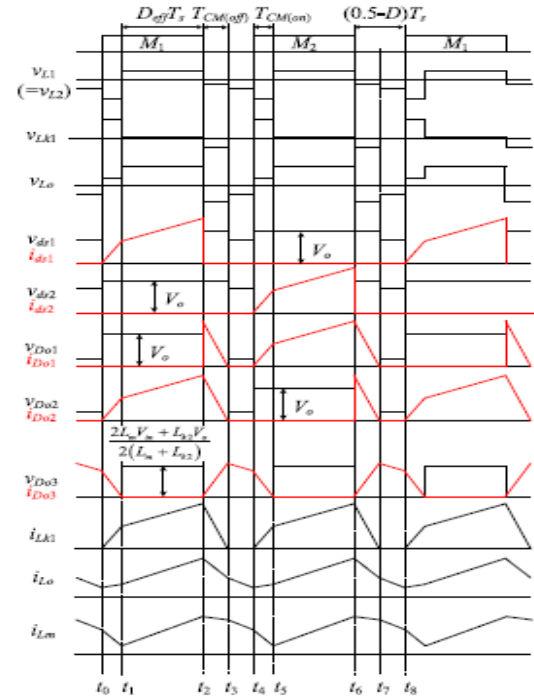 D_{eff}T_s T_{CM(off)} T_{CM(on)} (0.5-D)T_s
M_1 M_2 M_1
v_{L1}
(=v_{L2})
v_{Lk1}
v_{Lo}
v_{ds1}
i_{ds1}
V_o
v_{ds2}
i_{ds2}
V_o
v_{Do1}
i_{Do1}
V_o
v_{Do2}
i_{Do2}
V_o
2L_m V_{in} + L_{k2} V_o
2(L_m + L_{k2})
v_{Do3}
i_{Do3}
i_{Lk1}
i_{Lo}
i_{Lm}
t_0 t_1 t_2 t_3 t_4 t_5 t_6 t_7 t_8